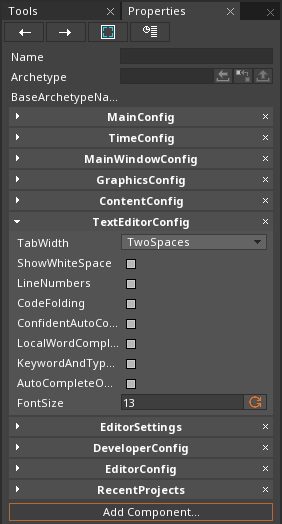 Tools Properties
Name
Archetype
BaseArchetypeNa...
MainConfig
TimeConfig
MainWindowConfig
GraphicsConfig
ContentConfig
TextEditorConfig
TabWidth TwoSpaces
ShowWhiteSpace
LineNumbers
CodeFolding
ConfidentAutoCo...
LocalWordCompl...
KeywordAndTyp...
AutoCompleteO...
FontSize 13
EditorSettings
DeveloperConfig
EditorConfig
RecentProjects
Add Component...